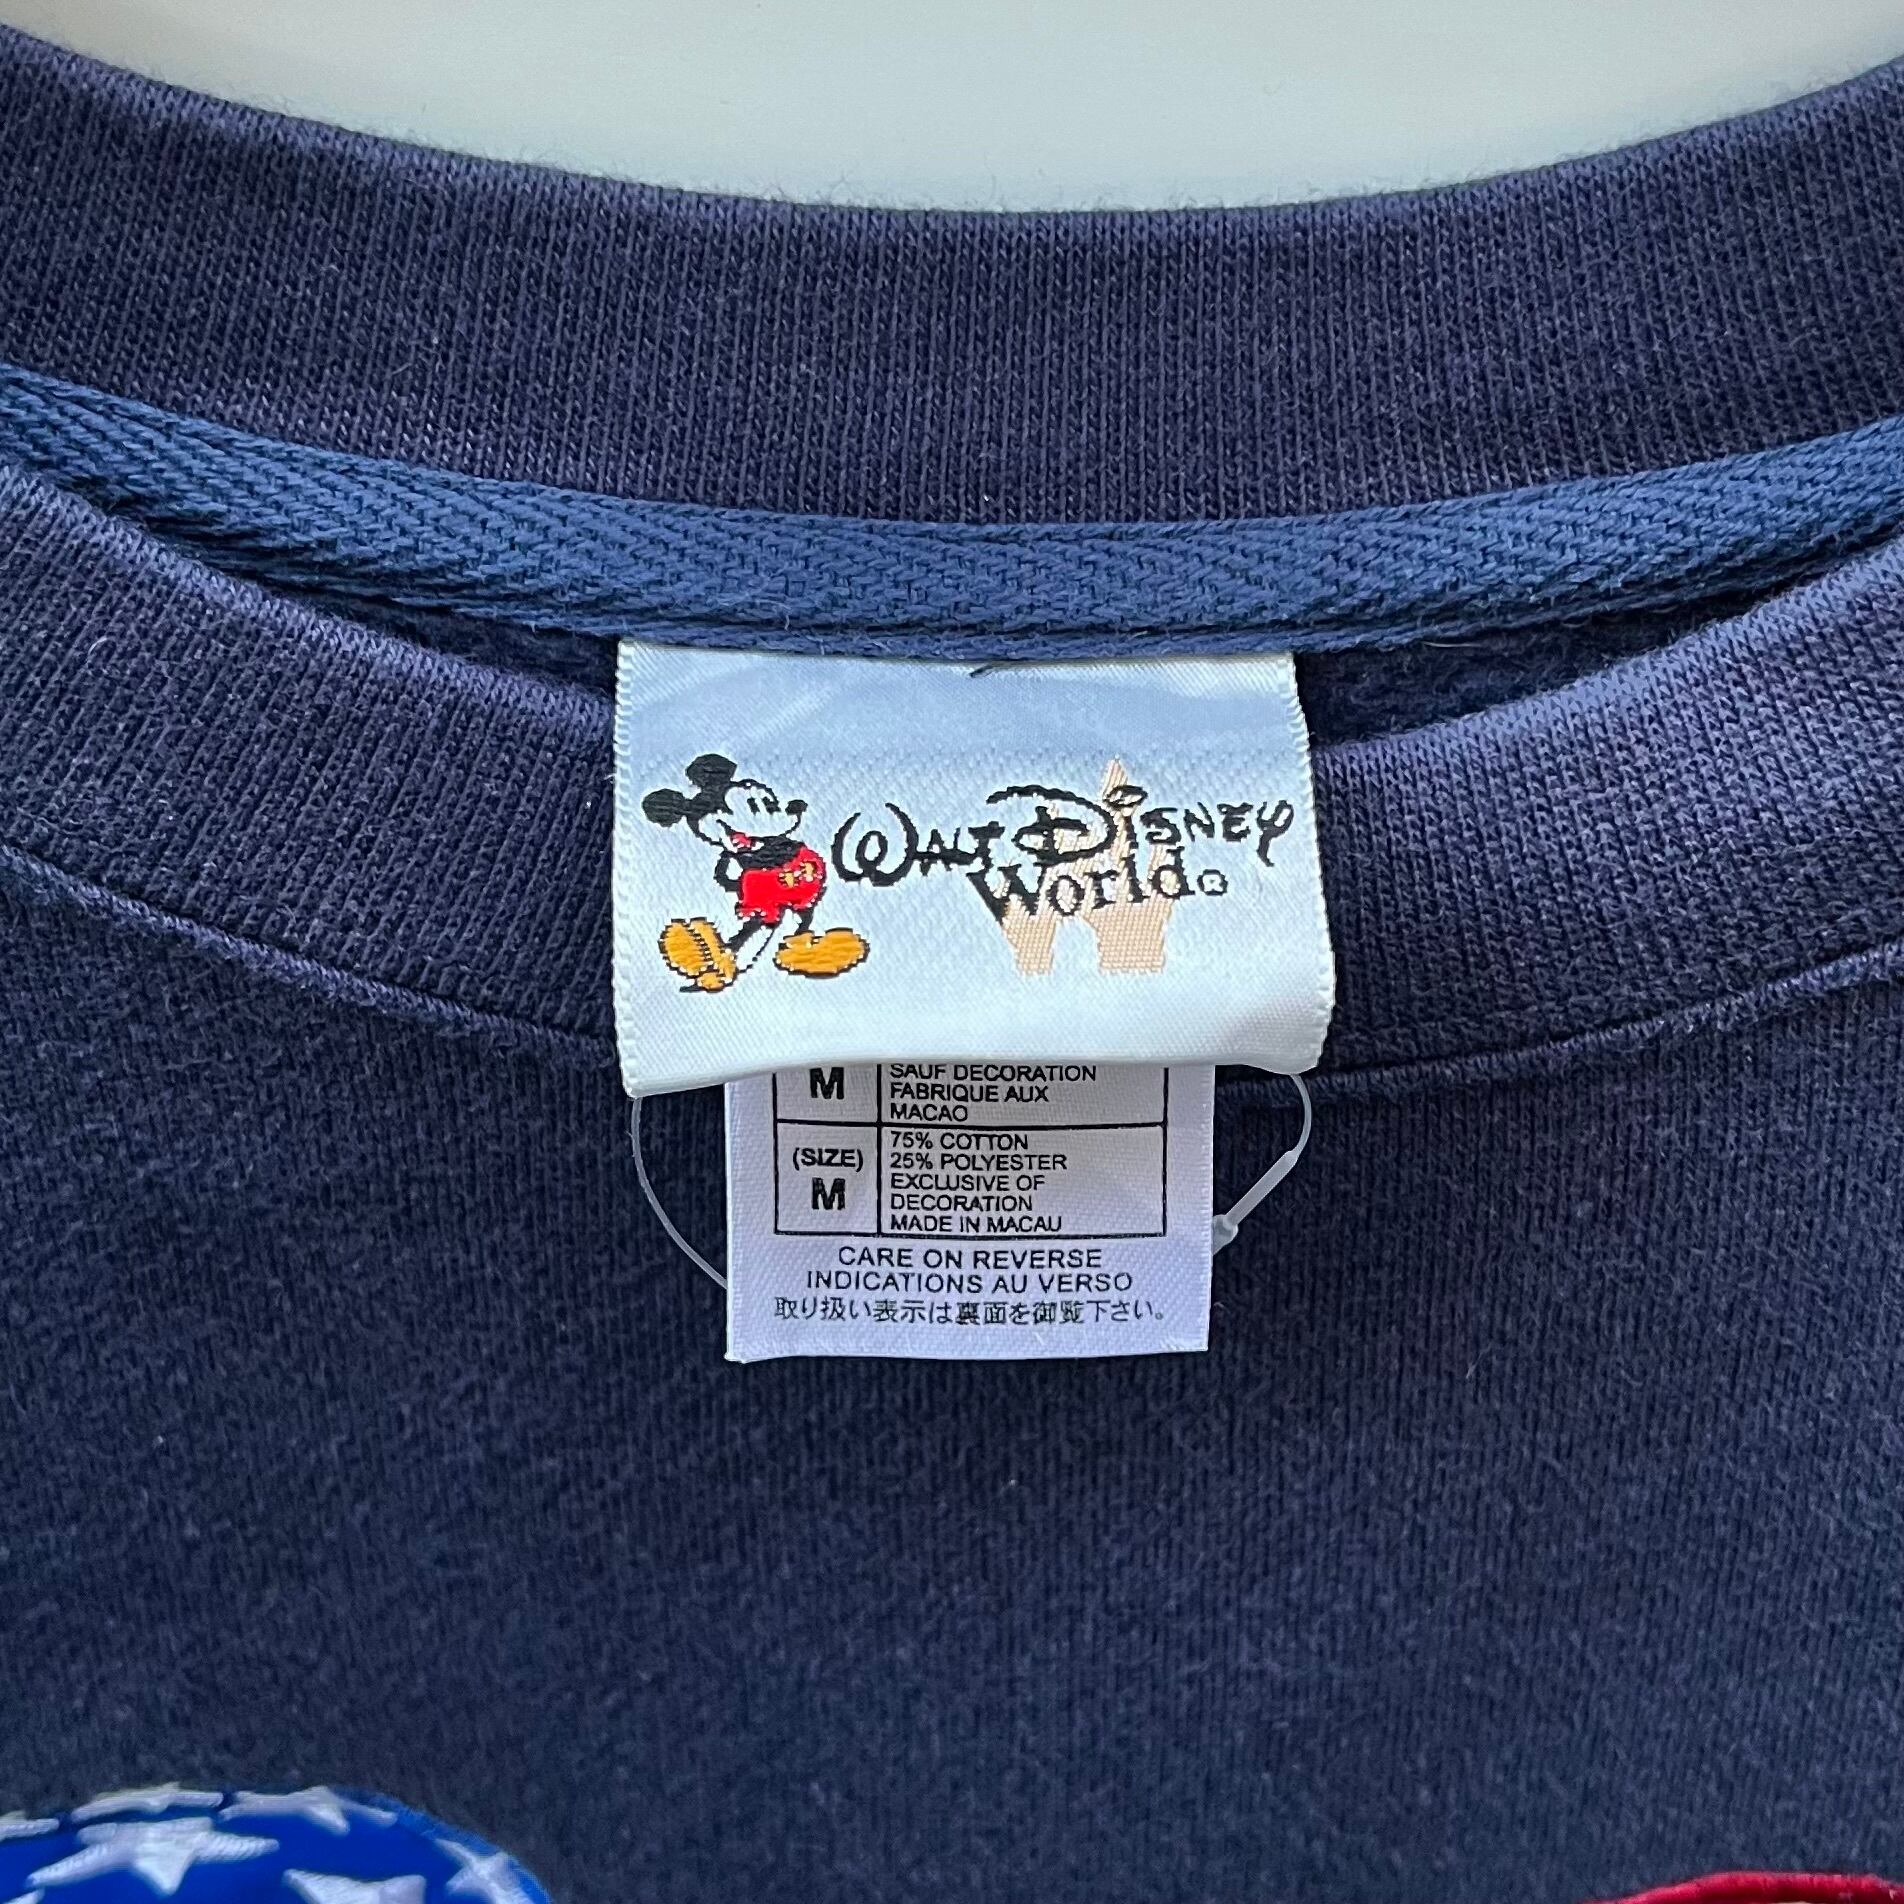 WALT DISNEY
World®
M
SAUF DECORATION
FABRIQUE AUX
MACAO
(SIZE)
M
75% COTTON
25% POLYESTER
EXCLUSIVE OF
DECORATION
MADE IN MACAU
CARE ON REVERSE
INDICATIONS AU VERSO
取り扱い表示は裏面を御覧下さい。